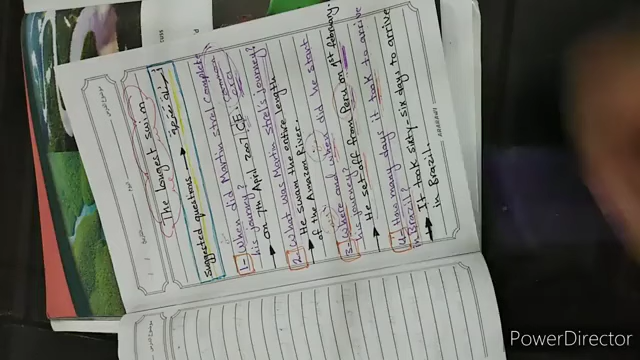 The longest swim
suggested questions
1- When did Martin strel complete
his journey?
on 7th April 2007 CE.
2- What was Martin strel's journey?
He swam the entire length
of the Amazon River.
3- Where and when did he start
his journey?
He set off from Peru on 1st february.
4- How many days it took to arrive
in Brazil?
It took sixty-six days to arrive
in Brazil.
PowerDirector